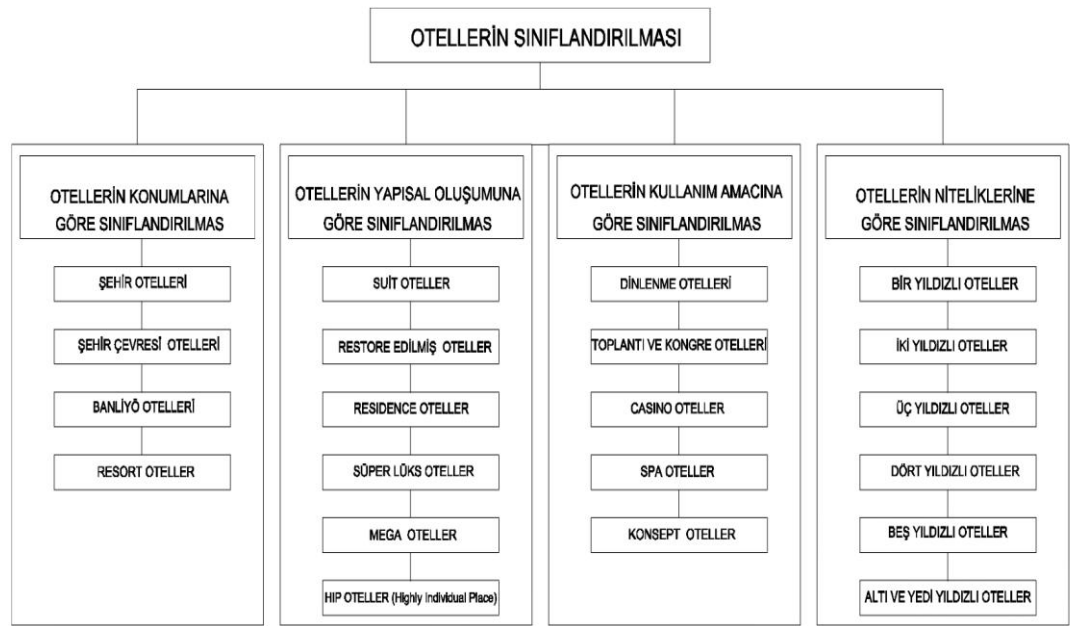 OTELLERİN SINIFLANDIRILMASI
OTELLERİN KONUMLARINA
GÖRE SINIFLANDIRILMAS
ŞEHİR OTELLERİ
ŞEHİR ÇEVRESİ OTELLERİ
BANLİYÖ OTELLERİ
RESORT OTELLER
OTELLERİN YAPISAL OLUŞUMUNA
GÖRE SINIFLANDIRILMAS
SUİT OTELLER
RESTORE EDİLMİŞ OTELLER
RESIDENCE OTELLER
SÜPER LÜKS OTELLER
MEGA OTELLER
HIP OTELLER (Highly Individual Place)
OTELLERİN KULLANIM AMACINA
GÖRE SINIFLANDIRILMAS
DİNLENME OTELLERİ
TOPLANTI VE KONGRE OTELLERİ
CASINO OTELLER
SPA OTELLER
KONSEPT OTELLER
OTELLERİN NİTELİKLERİNE
GÖRE SINIFLANDIRILMAS
BİR YILDIZLI OTELLER
İKİ YILDIZLI OTELLER
ÜÇ YILDIZLI OTELLER
DÖRT YILDIZLI OTELLER
BEŞ YILDIZLI OTELLER
ALTI VE YEDİ YILDIZLI OTELLER